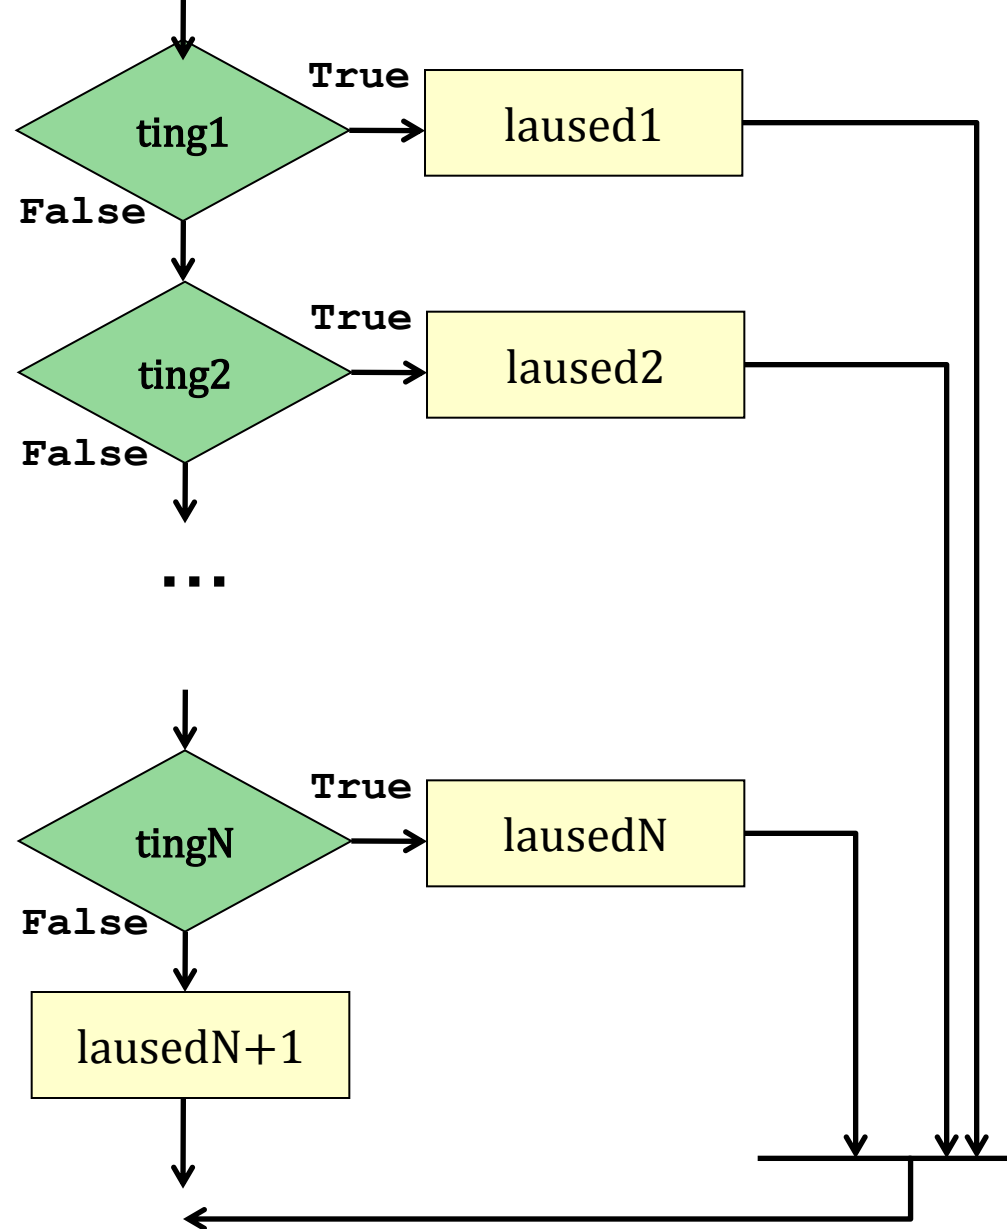 True
ting1
laused1
False
True
ting2
laused2
False
...
True
tingN
lausedN
False
lausedN+1